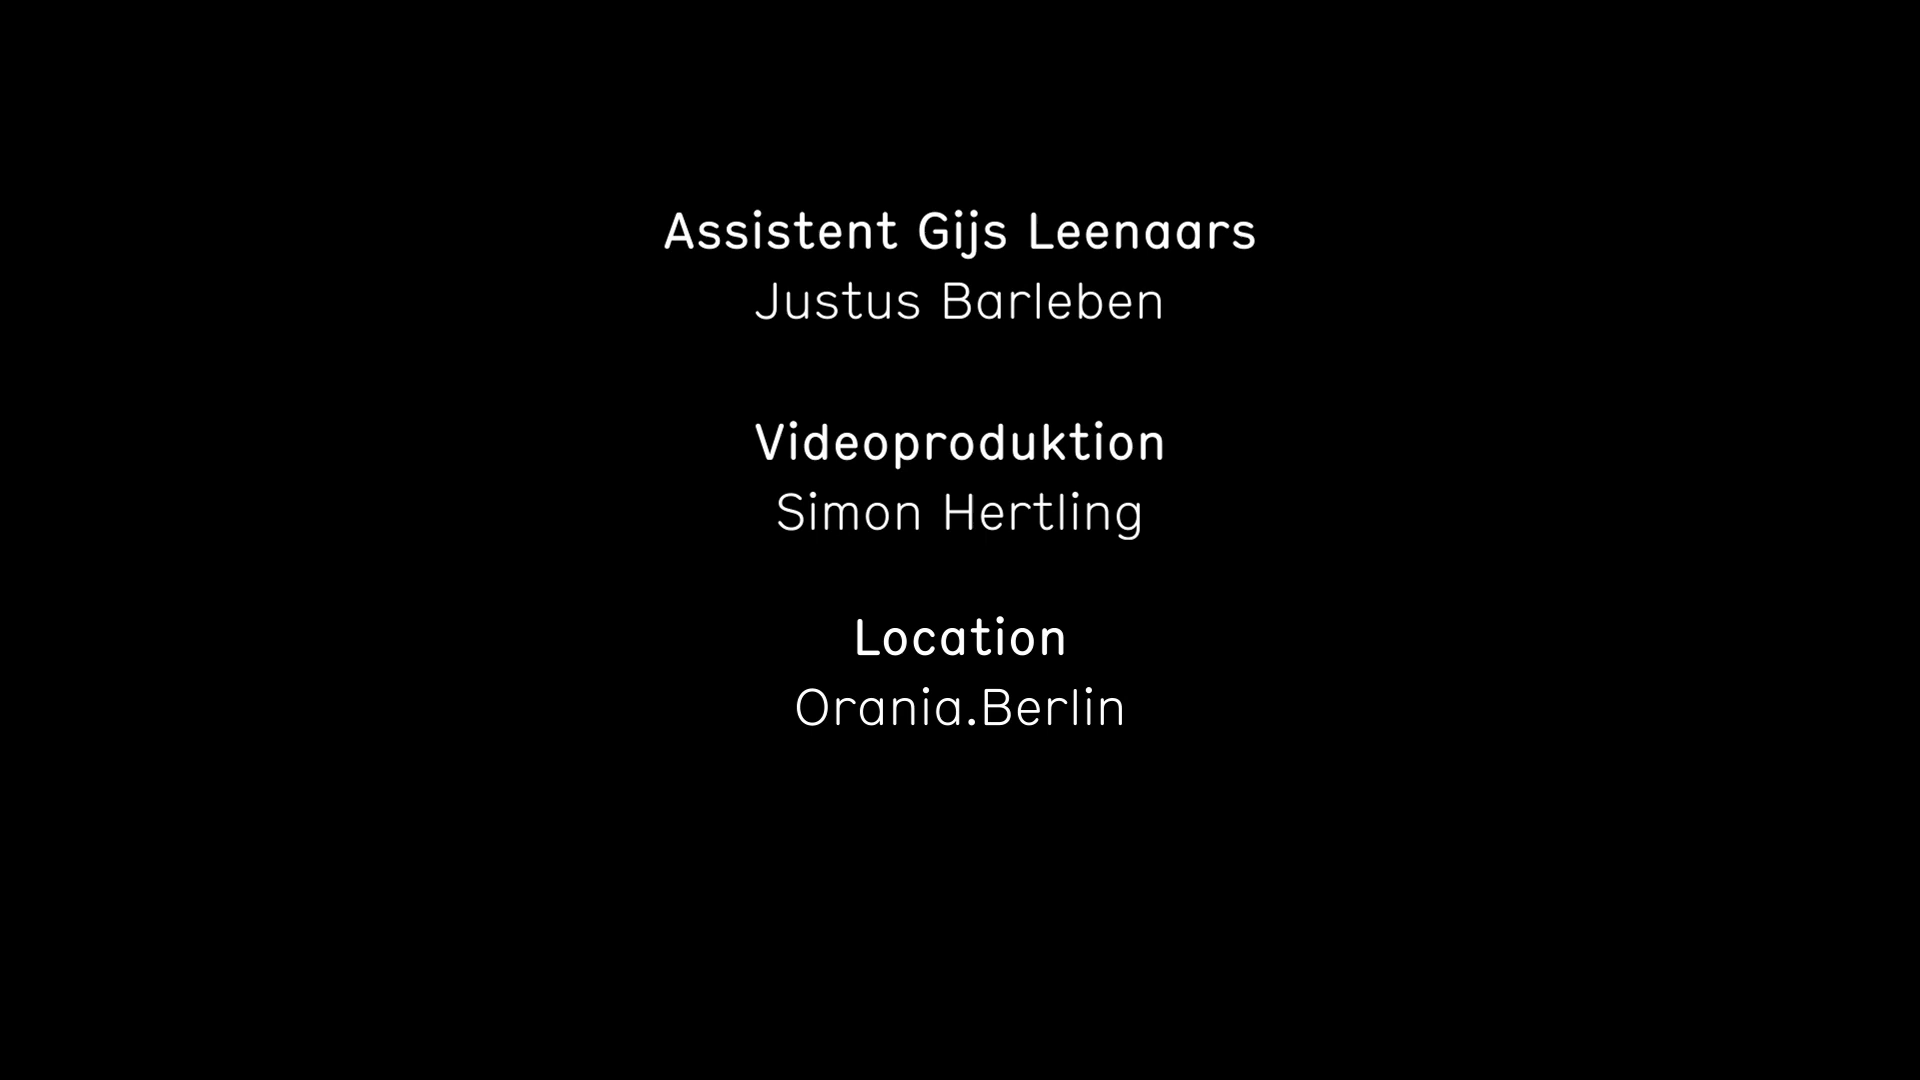 Assistent Gijs Leenaars
Justus Barleben
Videoproduktion
Simon Hertling
Location
Orania.Berlin